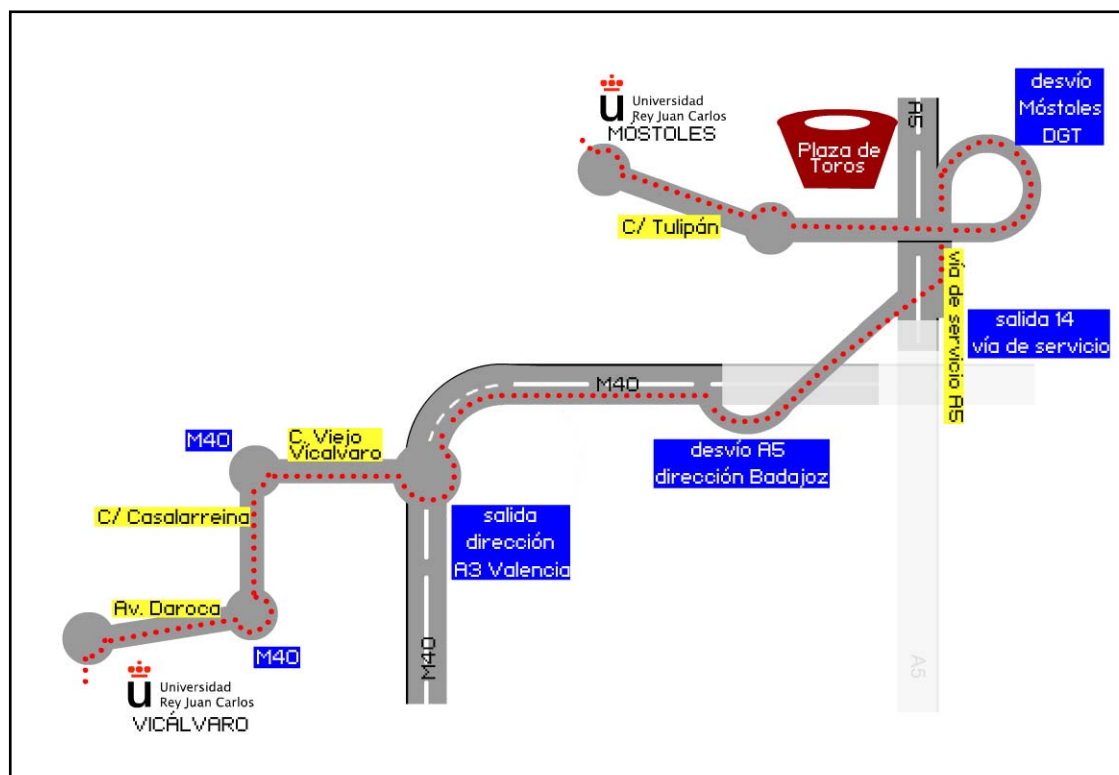 Universidad
Rey Juan Carlos
MÓSTOLES
Plaza de
Toros
A5
desvío
Móstoles
DGT
C/ Tulipán
vía de servicio A5
salida 14
vía de servicio
M40
desvío A5
dirección Badajoz
M40
C. Viejo
Vicalvaro
C/ Casalarreina
salida
dirección
A3 Valencia
Av. Daroca
M40
M40
A5
Universidad
Rey Juan Carlos
VICÁLVARO